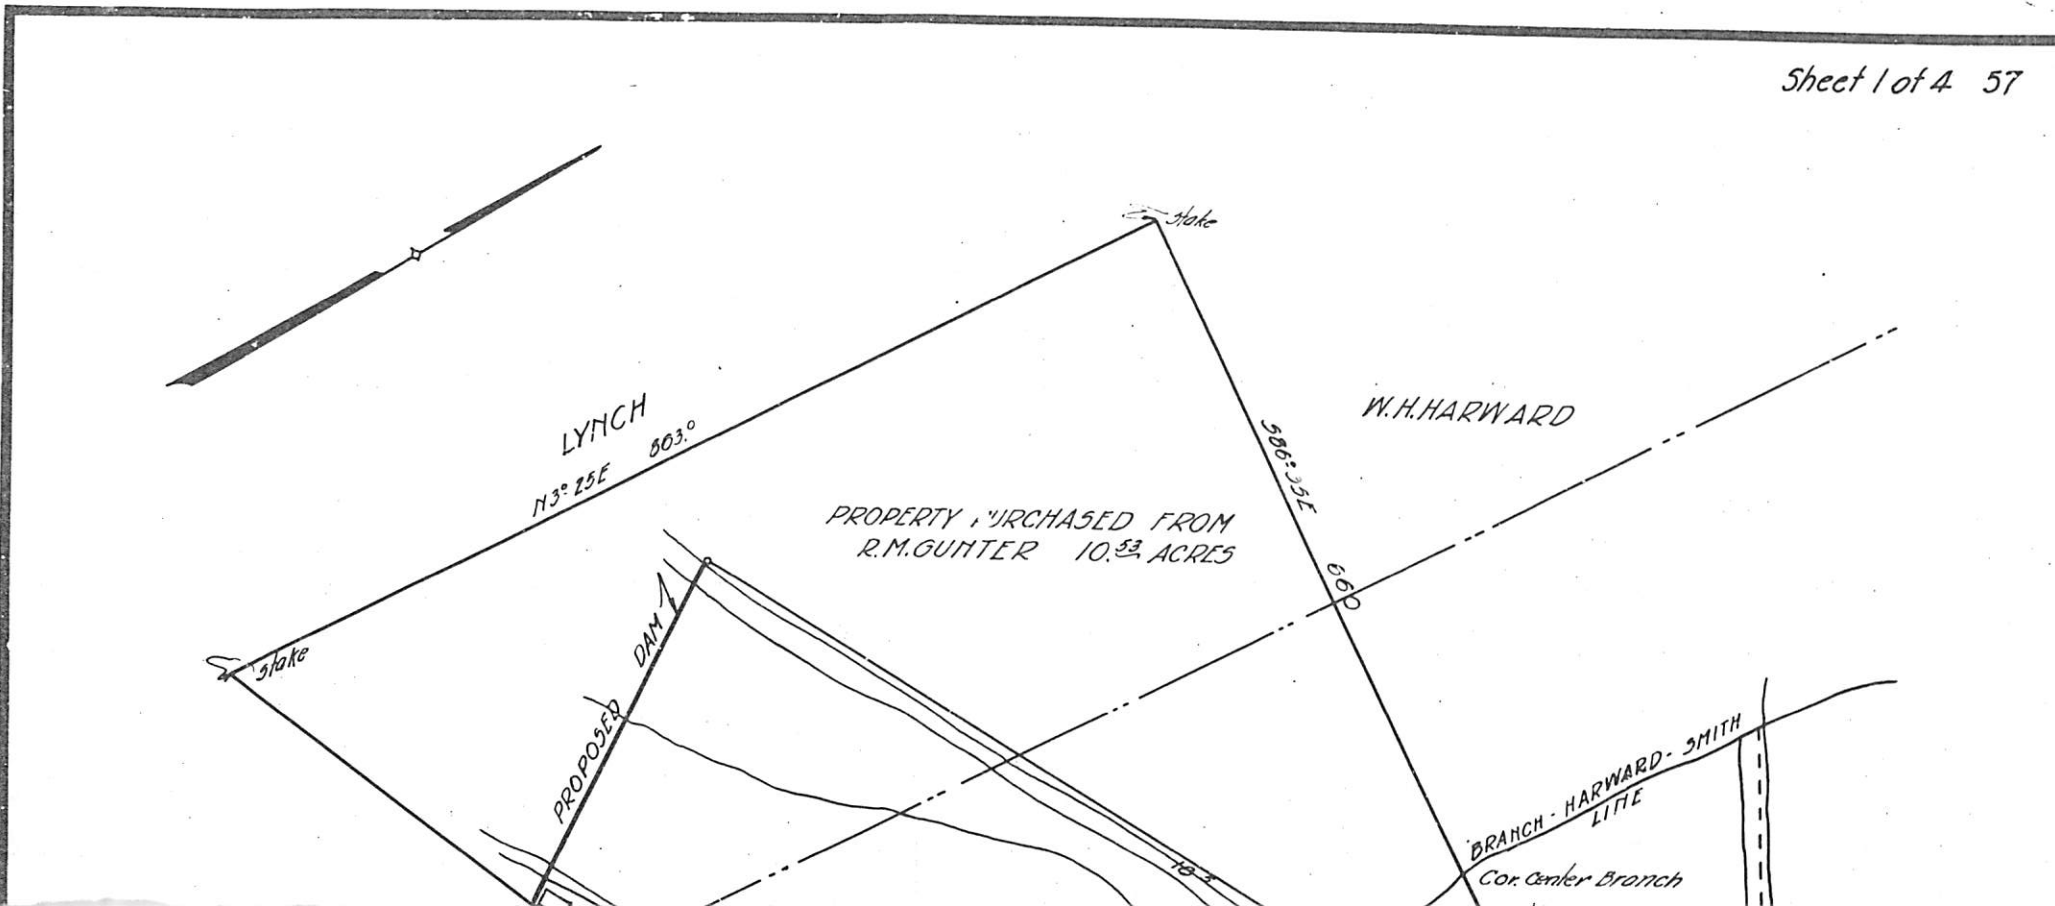 Sheet 1 of 4 57
Stake
LYNCH
803.0
N3°25E
W.H.HARWARD
S86°35E
660
PROPERTY PURCHASED FROM
R.M.GUNTER 10.53 ACRES
Stake
PROPOSED DAM
BRANCH - HARWARD - SMITH
LINE
Cor. Center Branch